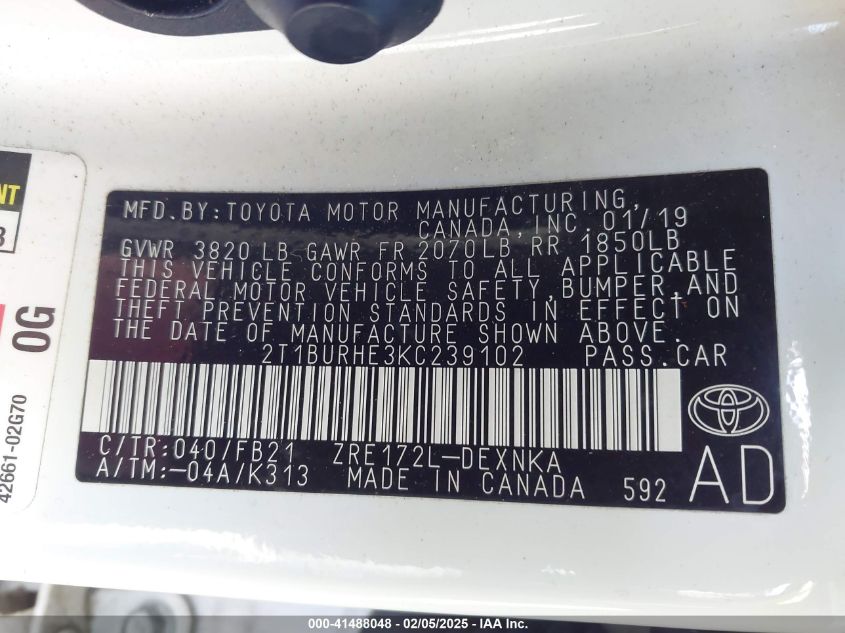 MFD.BY:TOYOTA MOTOR MANUFACTURING,
CANADA,INC. 01/19
GVWR 3820 LB GAWR FR 2070LB RR 1850LB
THIS VEHICLE CONFORMS TO ALL APPLICABLE
FEDERAL MOTOR VEHICLE SAFETY,BUMPER,AND
THEFT PREVENTION STANDARDS IN EFFECT ON
THE DATE OF MANUFACTURE SHOWN ABOVE.
2T1BURHE3KC239102 PASS.CAR
C/TR:040/FB21 ZRE172L-DEXNKA
A/TM:-04A/K313 MADE IN CANADA 592
AD
0G
42661-02G70
000-41488048 - 02/05/2025 - IAA Inc.